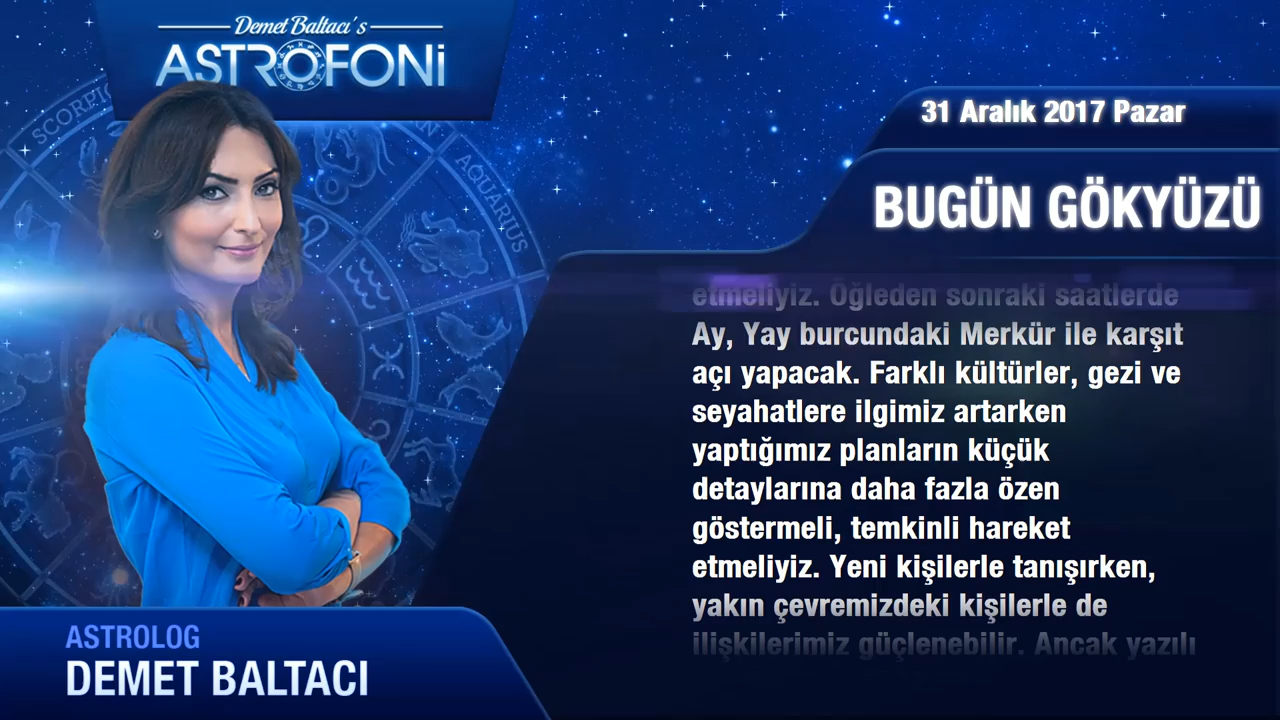 Demet Baltacı's
ASTROFONi
SCORPIO
AQUARIUS
31 Aralık 2017 Pazar
BUGÜN GÖKYÜZÜ
etmeliyiz. Öğleden sonraki saatlerde
Ay, Yay burcundaki Merkür ile karşıt
açı yapacak. Farklı kültürler, gezi ve
seyahatlere ilgimiz artarken
yaptığımız planların küçük
detaylarına daha fazla özen
göstermeli, temkinli hareket
etmeliyiz. Yeni kişilerle tanışırken,
yakın çevremizdeki kişilerle de
ilişkilerimiz güçlenebilir. Ancak yazılı
ASTROLOG
DEMET BALTACI